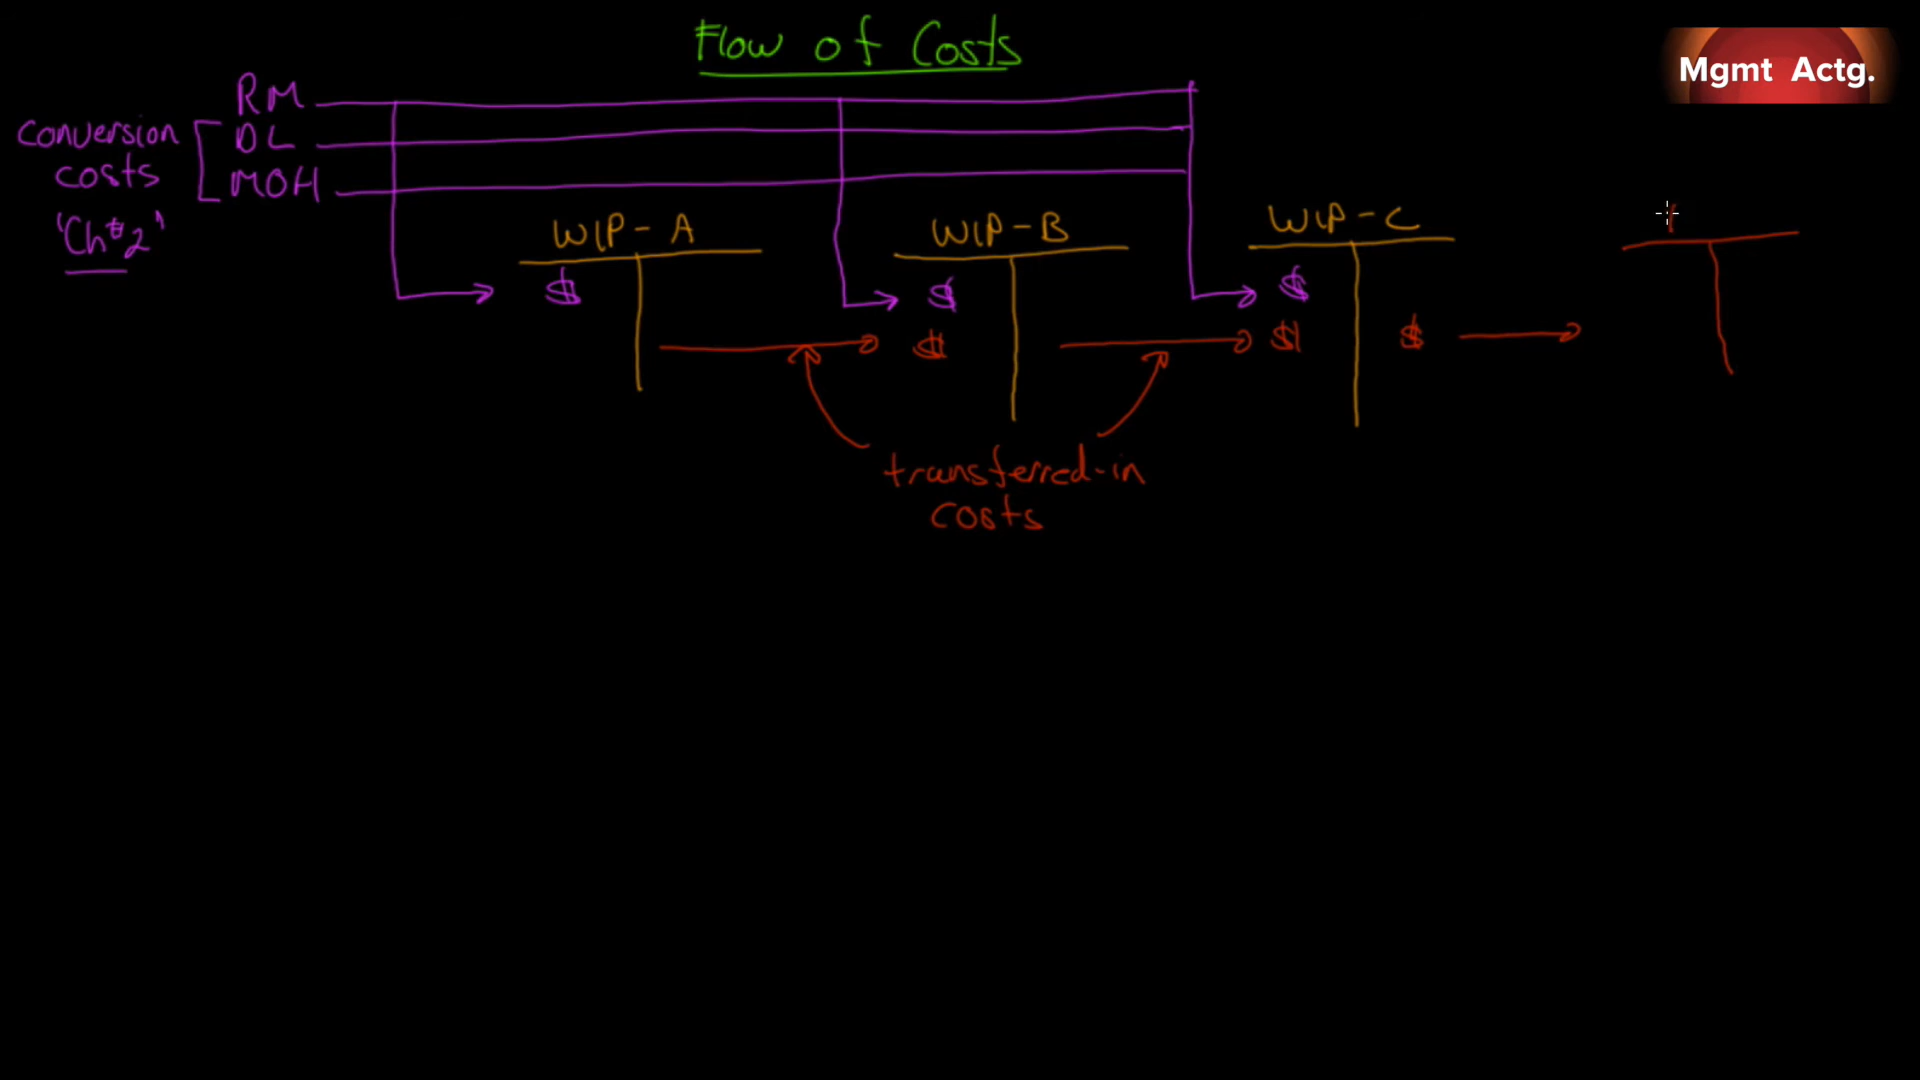 Flow of Costs
Mgmt Actg.
RM
Conversion costs
DL
MOH
"Ch#2"
WIP-A
WIP-B
WIP-C
$
$
$
$
$
$
transferred-in
costs